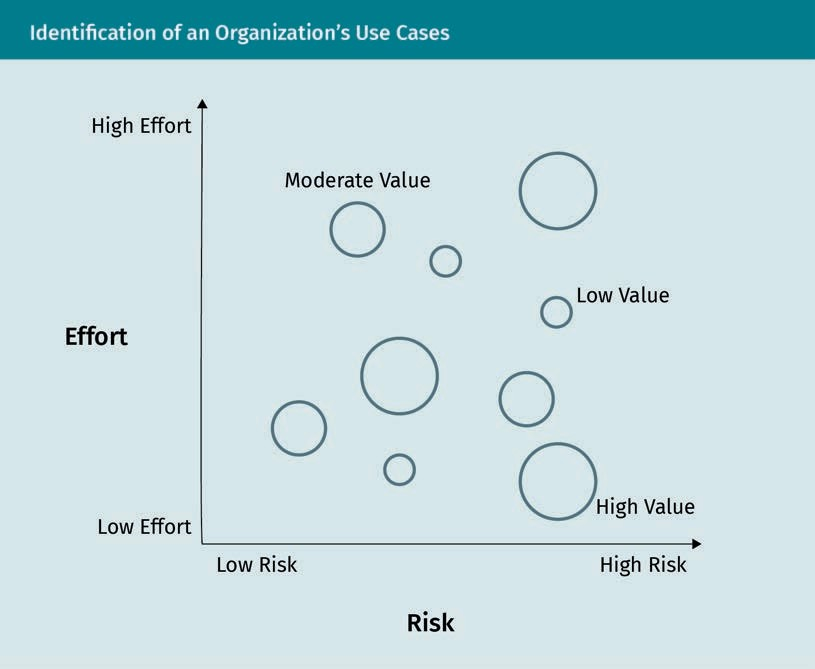 Identification of an Organization’s Use Cases
High Effort
Moderate Value
Low Value
Effort
High Value
Low Effort
Low Risk
High Risk
Risk